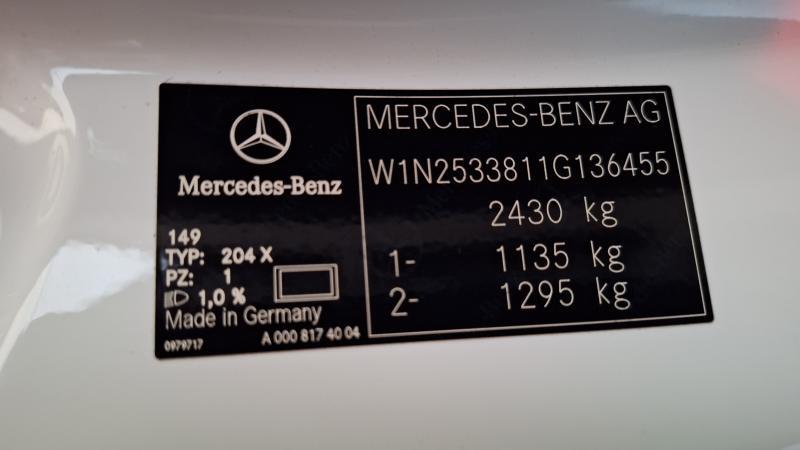 Mercedes-Benz
149
TYP: 204 X
PZ: 1
1,0 %
Made in Germany
0979717
A 000 817 40 04
MERCEDES-BENZ AG
W1N2533811G136455
2430 kg
1- 1135 kg
2- 1295 kg